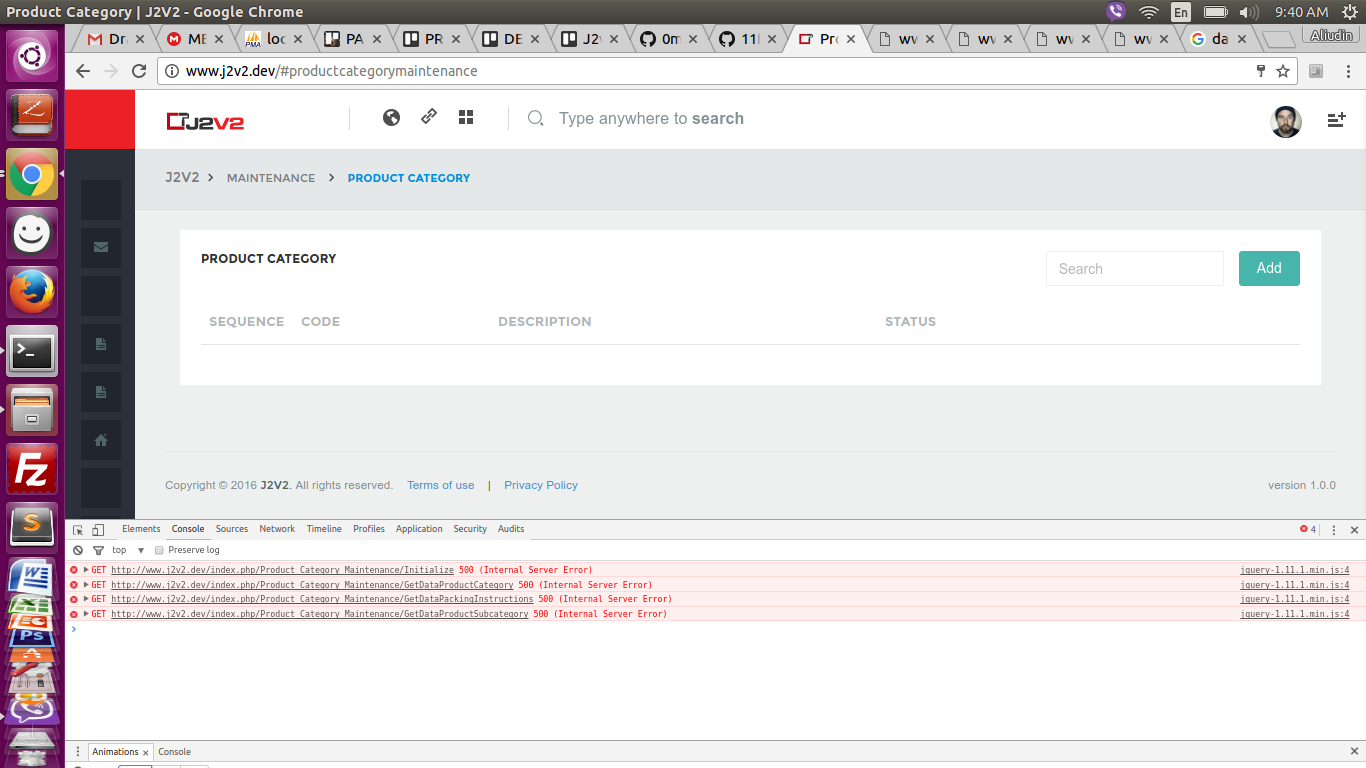 Product Category | J2V2 - Google Chrome En 9:40 AM
Dra ME loc PA PR DE J2V 0m 11 Pro wv wv wv wv da Aliudin
www.j2v2.dev/#productcategorymaintenance
J2V2 Type anywhere to search
J2V2 MAINTENANCE PRODUCT CATEGORY
PRODUCT CATEGORY Search Add
SEQUENCE CODE DESCRIPTION STATUS
Copyright © 2016 J2V2. All rights reserved. Terms of use | Privacy Policy version 1.0.0
Elements Console Sources Network Timeline Profiles Application Security Audits 4
top Preserve log
GET http://www.j2v2.dev/index.php/Product_Category_Maintenance/Initialize 500 (Internal Server Error) jquery-1.11.1.min.js:4
GET http://www.j2v2.dev/index.php/Product_Category_Maintenance/GetDataProductCategory 500 (Internal Server Error) jquery-1.11.1.min.js:4
GET http://www.j2v2.dev/index.php/Product_Category_Maintenance/GetDataPackingInstructions 500 (Internal Server Error) jquery-1.11.1.min.js:4
GET http://www.j2v2.dev/index.php/Product_Category_Maintenance/GetDataProductSubcategory 500 (Internal Server Error) jquery-1.11.1.min.js:4
Animations Console